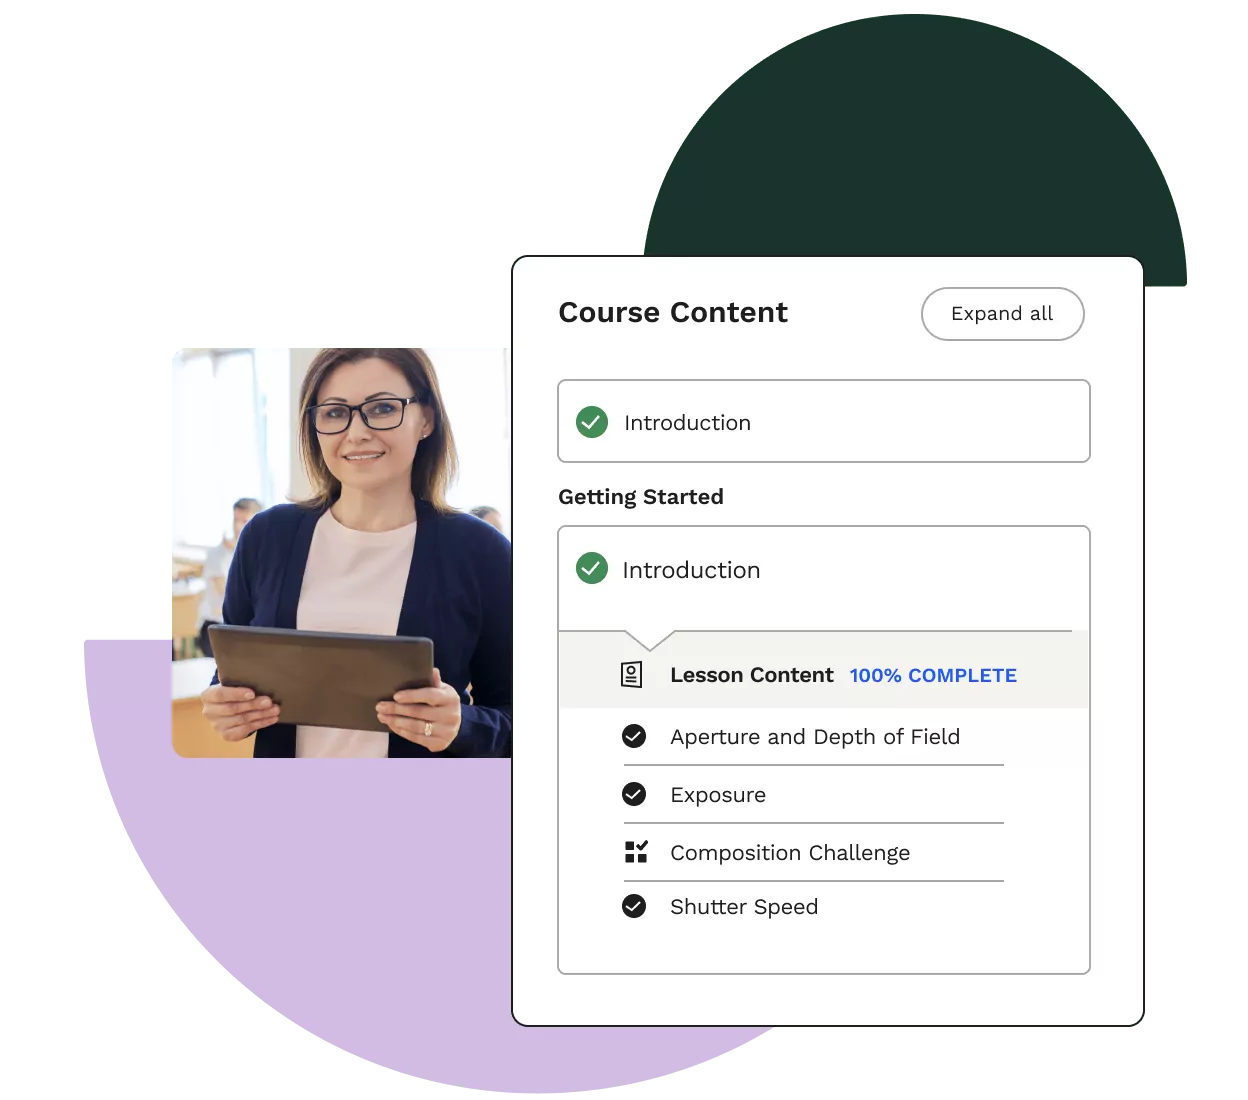 Course Content
Expand all
Introduction
Getting Started
Introduction
Lesson Content 100% COMPLETE
Aperture and Depth of Field
Exposure
Composition Challenge
Shutter Speed